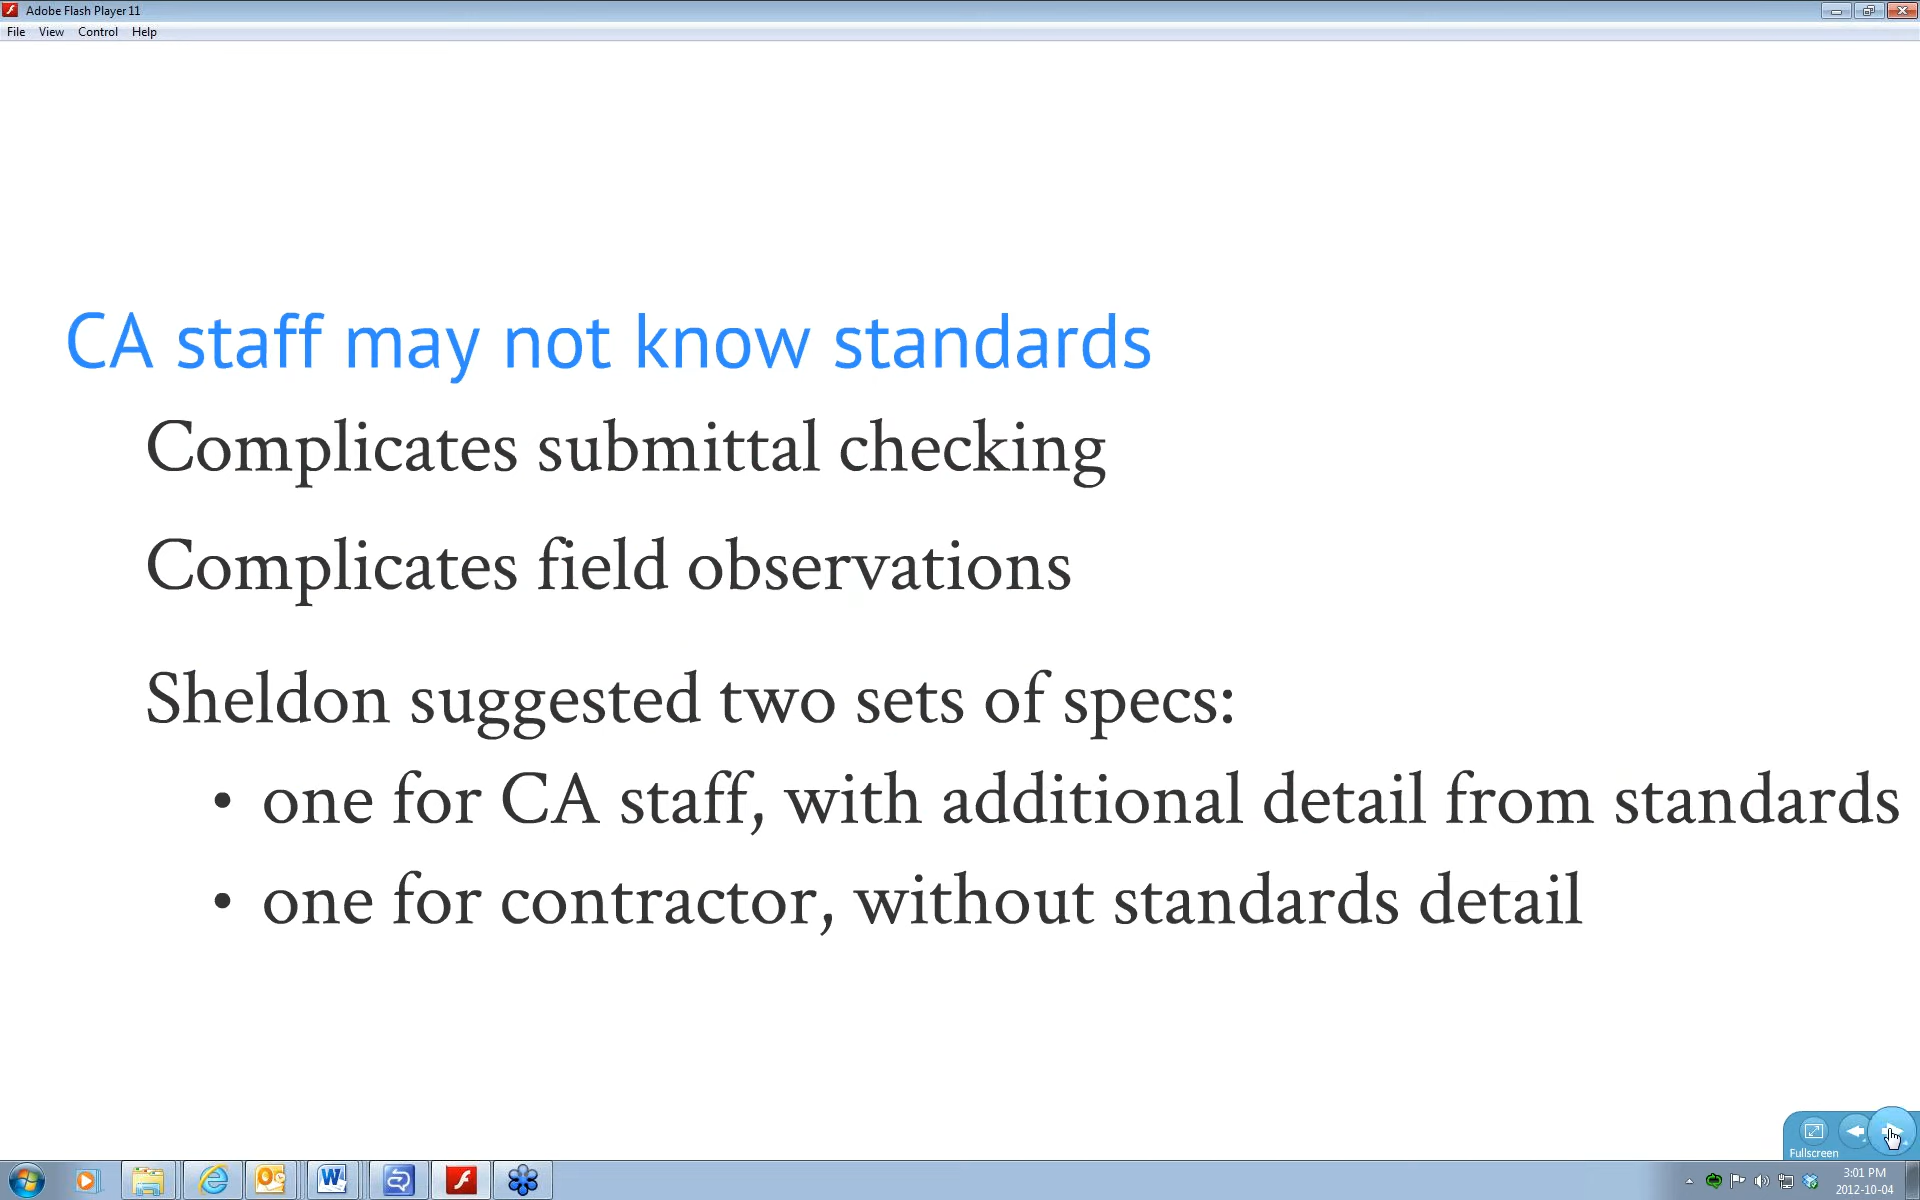 Adobe Flash Player 11
File View Control Help
CA staff may not know standards
Complicates submittal checking
Complicates field observations
Sheldon suggested two sets of specs:
• one for CA staff, with additional detail from standards
• one for contractor, without standards detail
Fullscreen
3:01 PM
2012-10-04